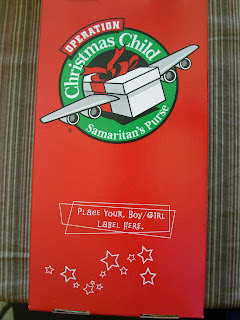 OPERATION
Christmas Child
Samaritan's Purse
®
PLACE YOUR BOY/GIRL
LABEL HERE.